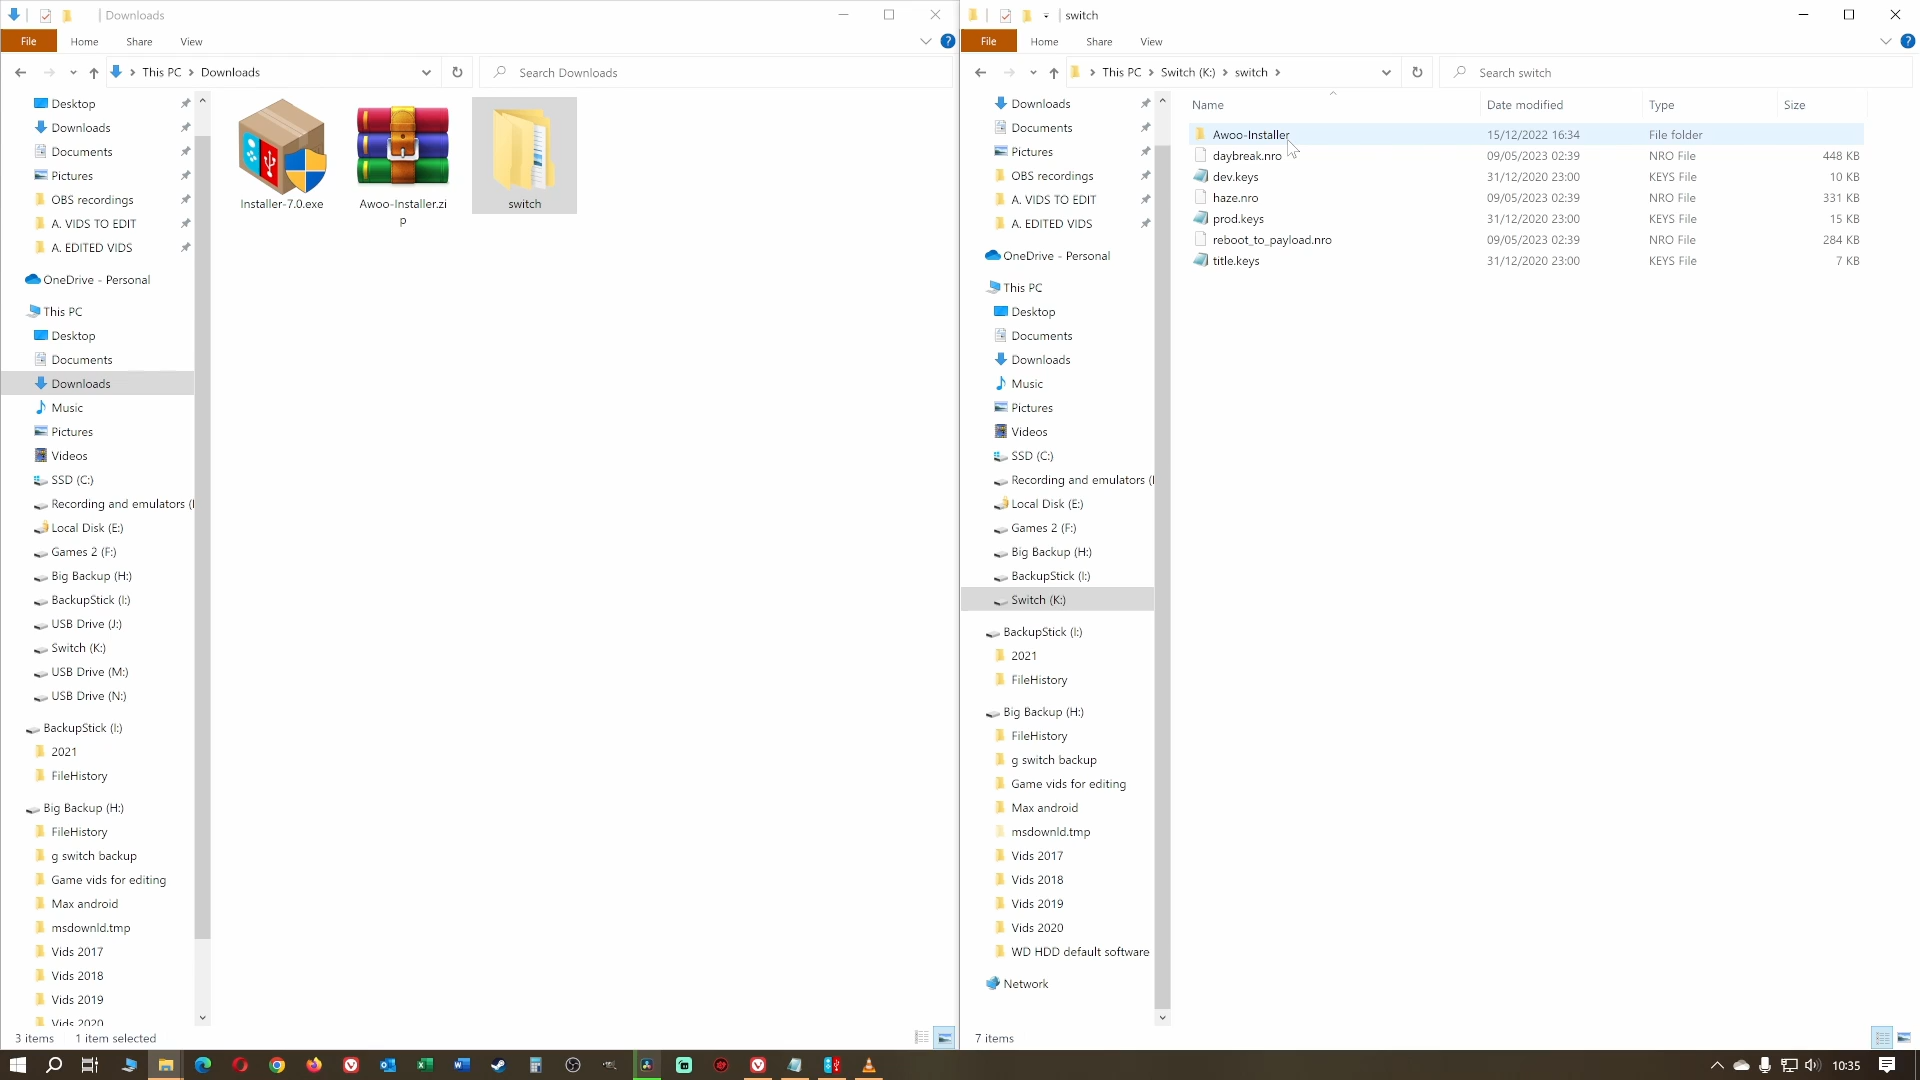 Downloads
File
Home
Share
View
This PC
Downloads
Search Downloads
Desktop
Downloads
Documents
Pictures
OBS recordings
A. VIDS TO EDIT
A. EDITED VIDS
OneDrive - Personal
This PC
Desktop
Documents
Downloads
Music
Pictures
Videos
SSD (C:)
Recording and emulators (
Local Disk (E:)
Games 2 (F:)
Big Backup (H:)
BackupStick (I:)
USB Drive (J:)
Switch (K:)
USB Drive (M:)
USB Drive (N:)
BackupStick (I:)
2021
FileHistory
Big Backup (H:)
FileHistory
g switch backup
Game vids for editing
Max android
msdownld.tmp
Vids 2017
Vids 2018
Vids 2019
Vids 2020
Installer-7.0.exe
Awoo-Installer.zi
p
switch
3 items
1 item selected
switch
File
Home
Share
View
This PC
Switch (K:)
switch
Search switch
Downloads
Documents
Pictures
OBS recordings
A. VIDS TO EDIT
A. EDITED VIDS
OneDrive - Personal
This PC
Desktop
Documents
Downloads
Music
Pictures
Videos
SSD (C:)
Recording and emulators (
Local Disk (E:)
Games 2 (F:)
Big Backup (H:)
BackupStick (I:)
Switch (K:)
BackupStick (I:)
2021
FileHistory
Big Backup (H:)
FileHistory
g switch backup
Game vids for editing
Max android
msdownld.tmp
Vids 2017
Vids 2018
Vids 2019
Vids 2020
WD HDD default software
Network
Name Date modified Type Size
Awoo-Installer 15/12/2022 16:34 File folder
daybreak.nro 09/05/2023 02:39 NRO File 448 KB
dev.keys 31/12/2020 23:00 KEYS File 10 KB
haze.nro 09/05/2023 02:39 NRO File 331 KB
prod.keys 31/12/2020 23:00 KEYS File 15 KB
reboot_to_payload.nro 09/05/2023 02:39 NRO File 284 KB
title.keys 31/12/2020 23:00 KEYS File 7 KB
7 items
10:35